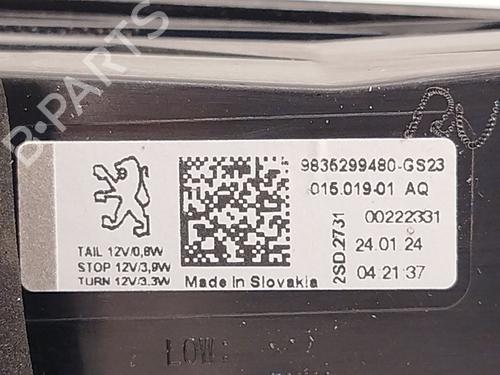 B-PARTS
9836299480-GS23
015.019-01 AQ
2SD.2731
00222331
24.01.24
04:21:37
TAIL 12V/0,8W
STOP 12V/3,9W
TURN 12V/3.3W
Made in Slovakia
LOW